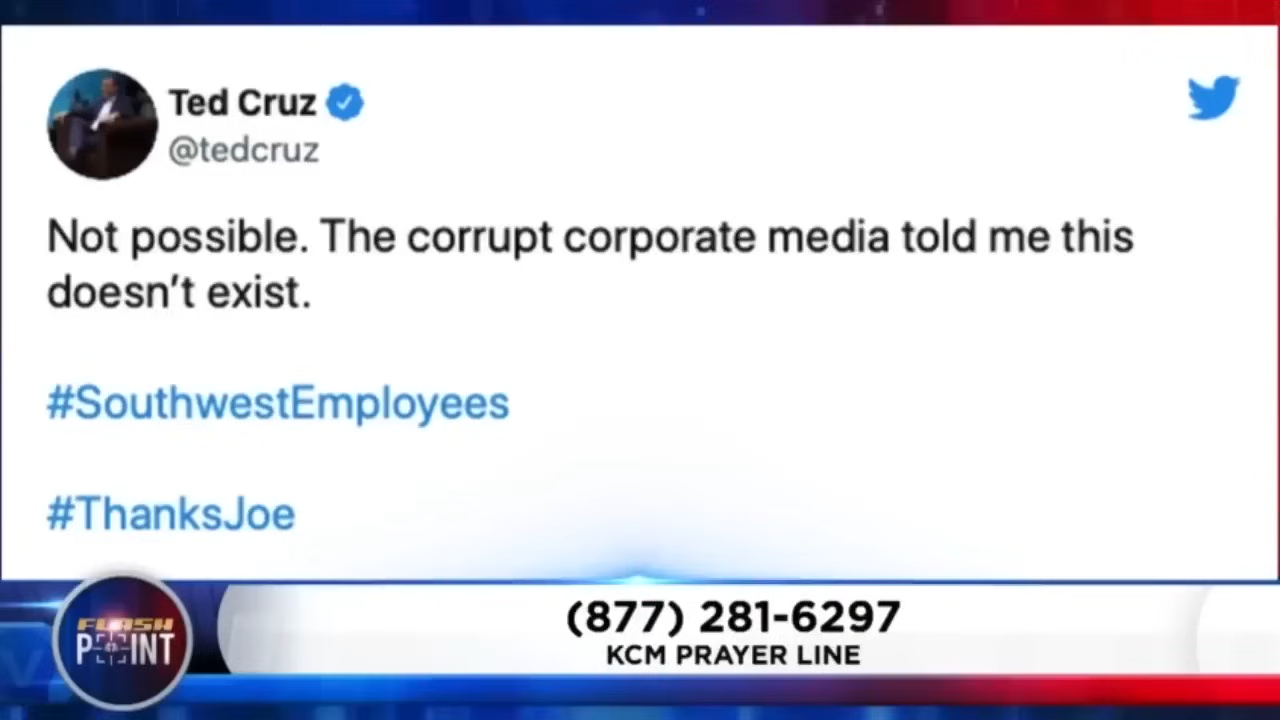 Ted Cruz
@tedcruz
Not possible. The corrupt corporate media told me this
doesn't exist.
#SouthwestEmployees
#ThanksJoe
(877) 281-6297
KCM PRAYER LINE
FLASH
POINT